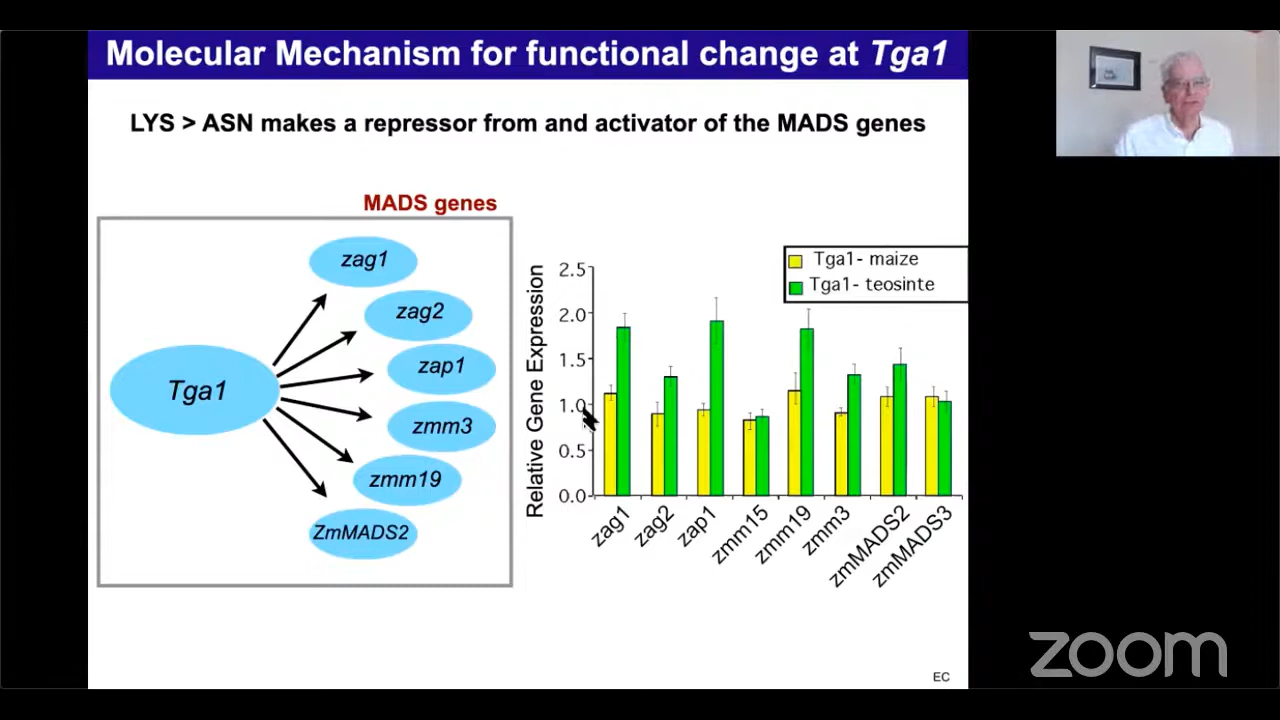 Molecular Mechanism for functional change at Tga1
LYS > ASN makes a repressor from and activator of the MADS genes
MADS genes
zag1
zag2
Tga1
zap1
zmm3
zmm19
ZmMADS2
Relative Gene Expression
2.5
2.0
1.5
1.0
0.5
0.0
Tga1- maize
Tga1- teosinte
zag1
zag2
zap1
zmm15
zmm19
zmm3
zmMADS2
zmMADS3
EC
zoom